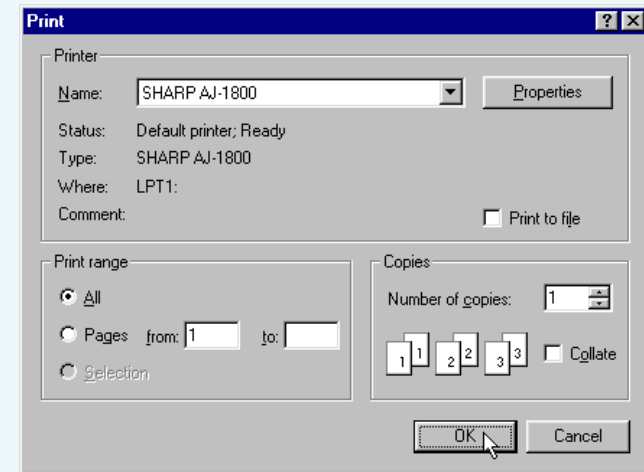 Print
Printer
Name: SHARP AJ-1800 Properties
Status: Default printer; Ready
Type: SHARP AJ-1800
Where: LPT1:
Comment: Print to file
Print range
All
Pages from: 1 to:
Selection
Copies
Number of copies: 1
1 1 2 2 3 3 Collate
OK Cancel